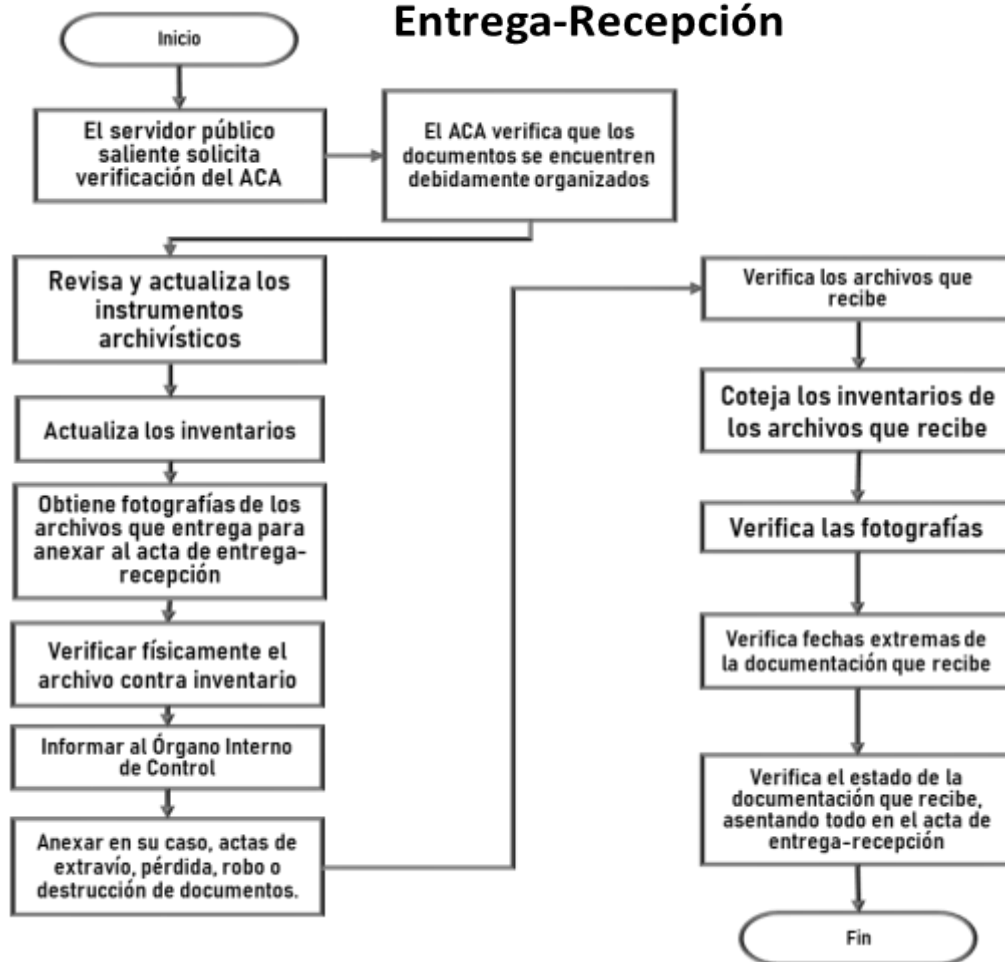 Entrega-Recepción
Inicio
El servidor público
saliente solicita
verificación del ACA
El ACA verifica que los
documentos se encuentren
debidamente organizados
Revisa y actualiza los
instrumentos
archivísticos
Actualiza los inventarios
Obtiene fotografías de los
archivos que entrega para
anexar al acta de entrega-
recepción
Verificar físicamente el
archivo contra inventario
Informar al Órgano Interno
de Control
Anexar en su caso, actas de
extravío, pérdida, robo o
destrucción de documentos.
Verifica los archivos que
recibe
Coteja los inventarios de
los archivos que recibe
Verifica las fotografías
Verifica fechas extremas de
la documentación que recibe
Verifica el estado de la
documentación que recibe,
asentando todo en el acta de
entrega-recepción
Fin